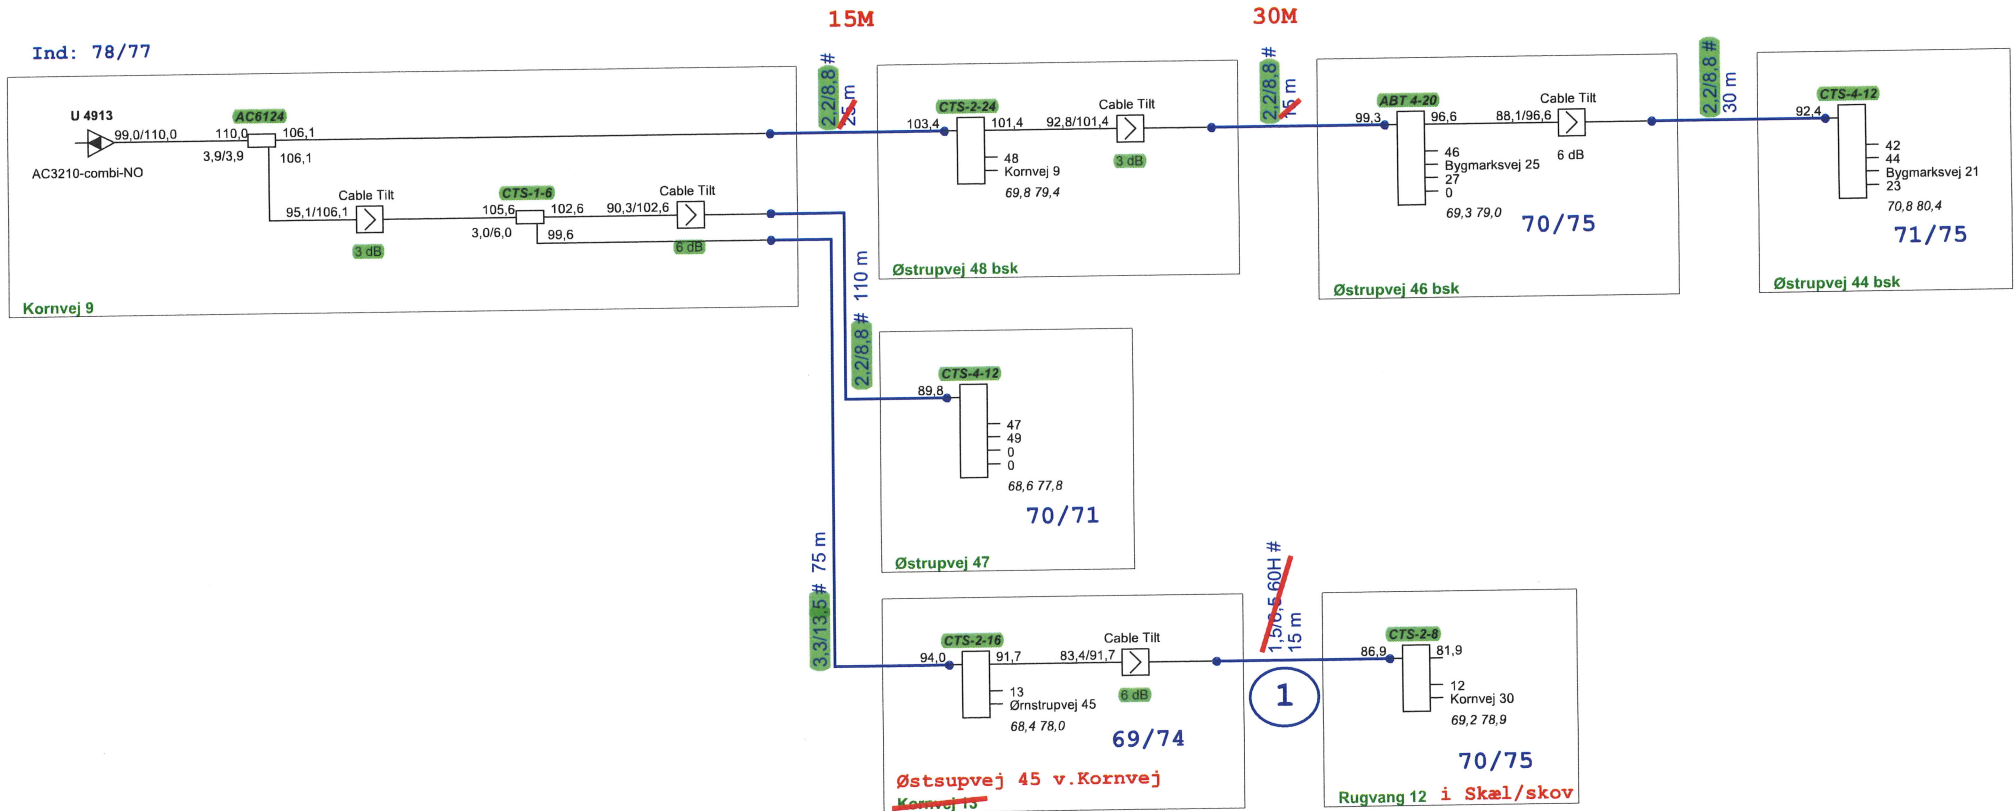 15M
30M
Ind: 78/77
U 4913
99,0/110,0
AC3210-combi-NO
AC6124
110,0
106,1
3,9/3,9
106,1
Cable Tilt
95,1/106,1
3 dB
CTS-1-6
105,6
102,6
3,0/6,0
99,6
Cable Tilt
90,3/102,6
6 dB
Kornvej 9
2,2/8,8 #
25 m
CTS-2-24
103,4
101,4
48
Kornvej 9
69,8 79,4
Cable Tilt
92,8/101,4
3 dB
Østrupvej 48 bsk
2,2/8,8 #
15 m
ABT 4-20
99,3
96,6
46
Bygmarksvej 25
27
0
69,3 79,0
Cable Tilt
88,1/96,6
6 dB
70/75
Østrupvej 46 bsk
2,2/8,8 #
30 m
CTS-4-12
92,4
42
44
Bygmarksvej 21
23
70,8 80,4
71/75
Østrupvej 44 bsk
2,2/8,8 # 110 m
CTS-4-12
89,8
47
49
0
0
68,6 77,8
70/71
Østrupvej 47
3,3/13,5 # 75 m
CTS-2-16
94,0
91,7
13
Ørnstrupvej 45
68,4 78,0
Cable Tilt
83,4/91,7
6 dB
69/74
Østsupvej 45 v.Kornvej
Kornvej 13
60H #
15 m
1
CTS-2-8
86,9
81,9
12
Kornvej 30
69,2 78,9
70/75
Rugvang 12 i Skæl/skov